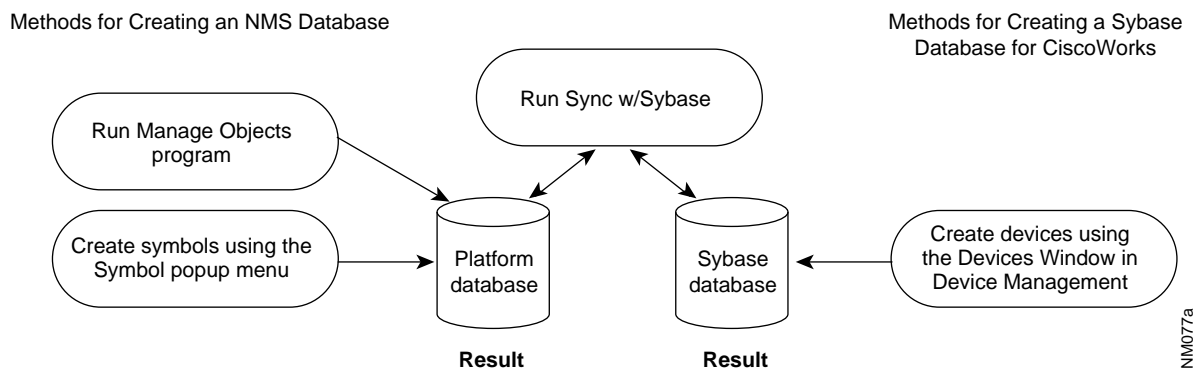 Methods for Creating an NMS Database
Methods for Creating a Sybase
Database for CiscoWorks
Run Sync w/Sybase
Run Manage Objects
program
Create symbols using the
Symbol popup menu
Platform
database
Sybase
database
Create devices using
the Devices Window in
Device Management
Result
Result
NM077a